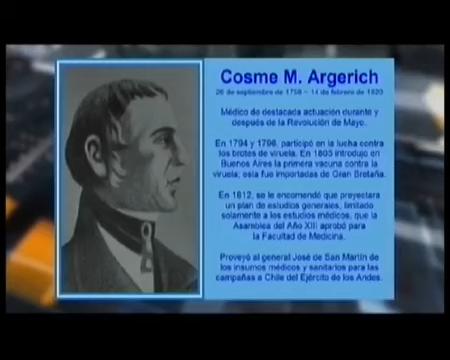 Cosme M. Argerich
26 de septiembre de 1758 – 14 de febrero de 1820
Médico de destacada actuación durante y
después de la Revolución de Mayo.
En 1794 y 1796, participó en la lucha contra
los brotes de viruela. En 1805 introdujo en
Buenos Aires la primera vacuna contra la
viruela; esta fue importadas de Gran Bretaña.
En 1812, se le encomendó que proyectara
un plan de estudios generales, limitado
solamente a los estudios médicos, que la
Asamblea del Año XIII aprobó para
la Facultad de Medicina.
Proveyó al general José de San Martín de
los insumos médicos y sanitarios para las
campañas a Chile del Ejército de los Andes.